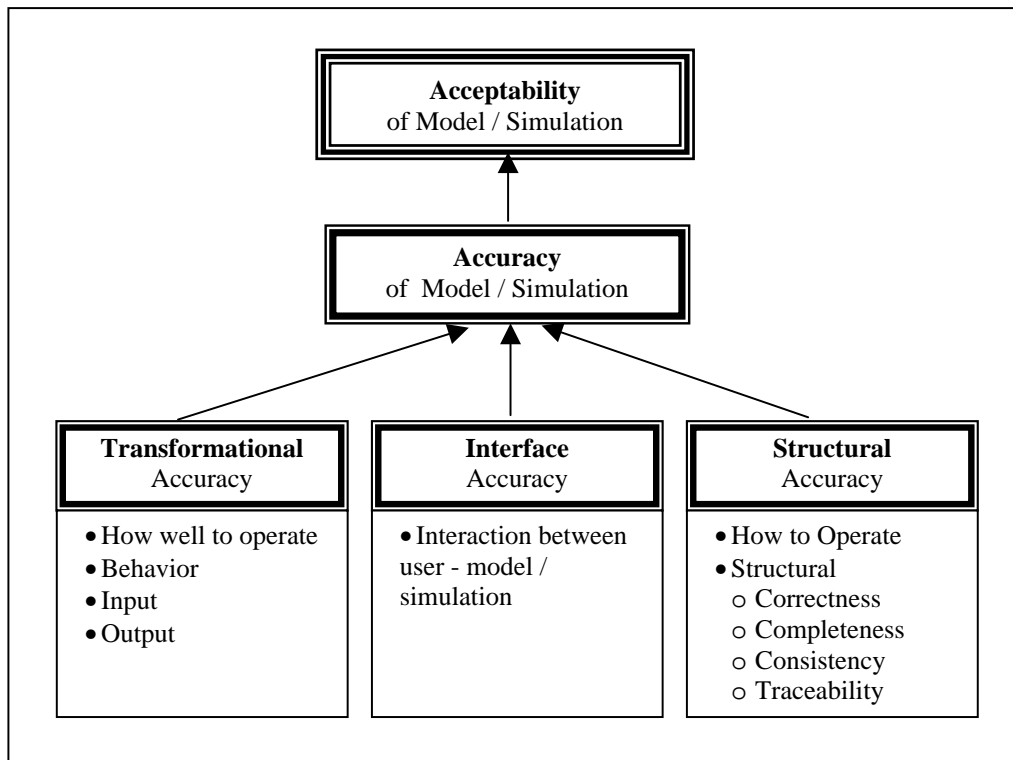 Acceptability
of Model / Simulation
Accuracy
of Model / Simulation
Transformational
Accuracy
• How well to operate
• Behavior
• Input
• Output
Interface
Accuracy
• Interaction between
user - model /
simulation
Structural
Accuracy
• How to Operate
• Structural
o Correctness
o Completeness
o Consistency
o Traceability